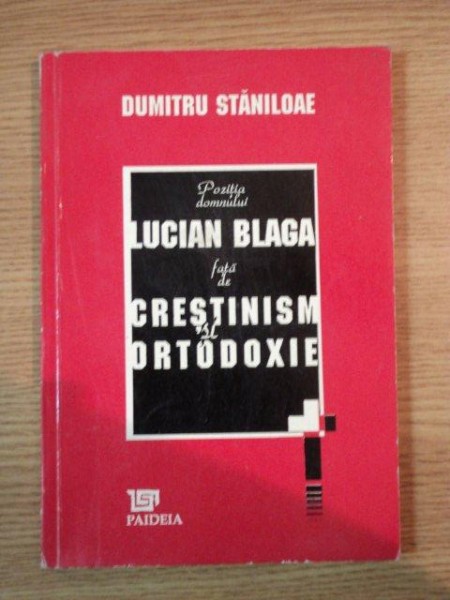 DUMITRU STĂNILOAE
Poziția
domnului
LUCIAN BLAGA
față
de
CREȘTINISM
și
ORTODOXIE
PAIDEIA